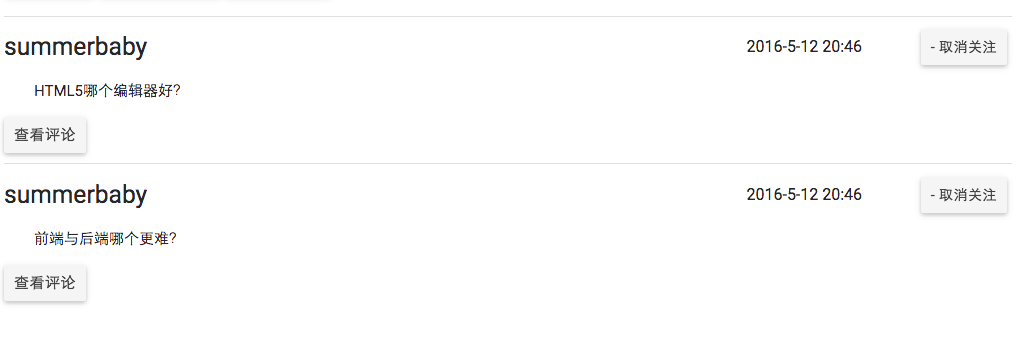 summerbaby 2016-5-12 20:46 - 取消关注
HTML5哪个编辑器好?
查看评论
summerbaby 2016-5-12 20:46 - 取消关注
前端与后端哪个更难?
查看评论